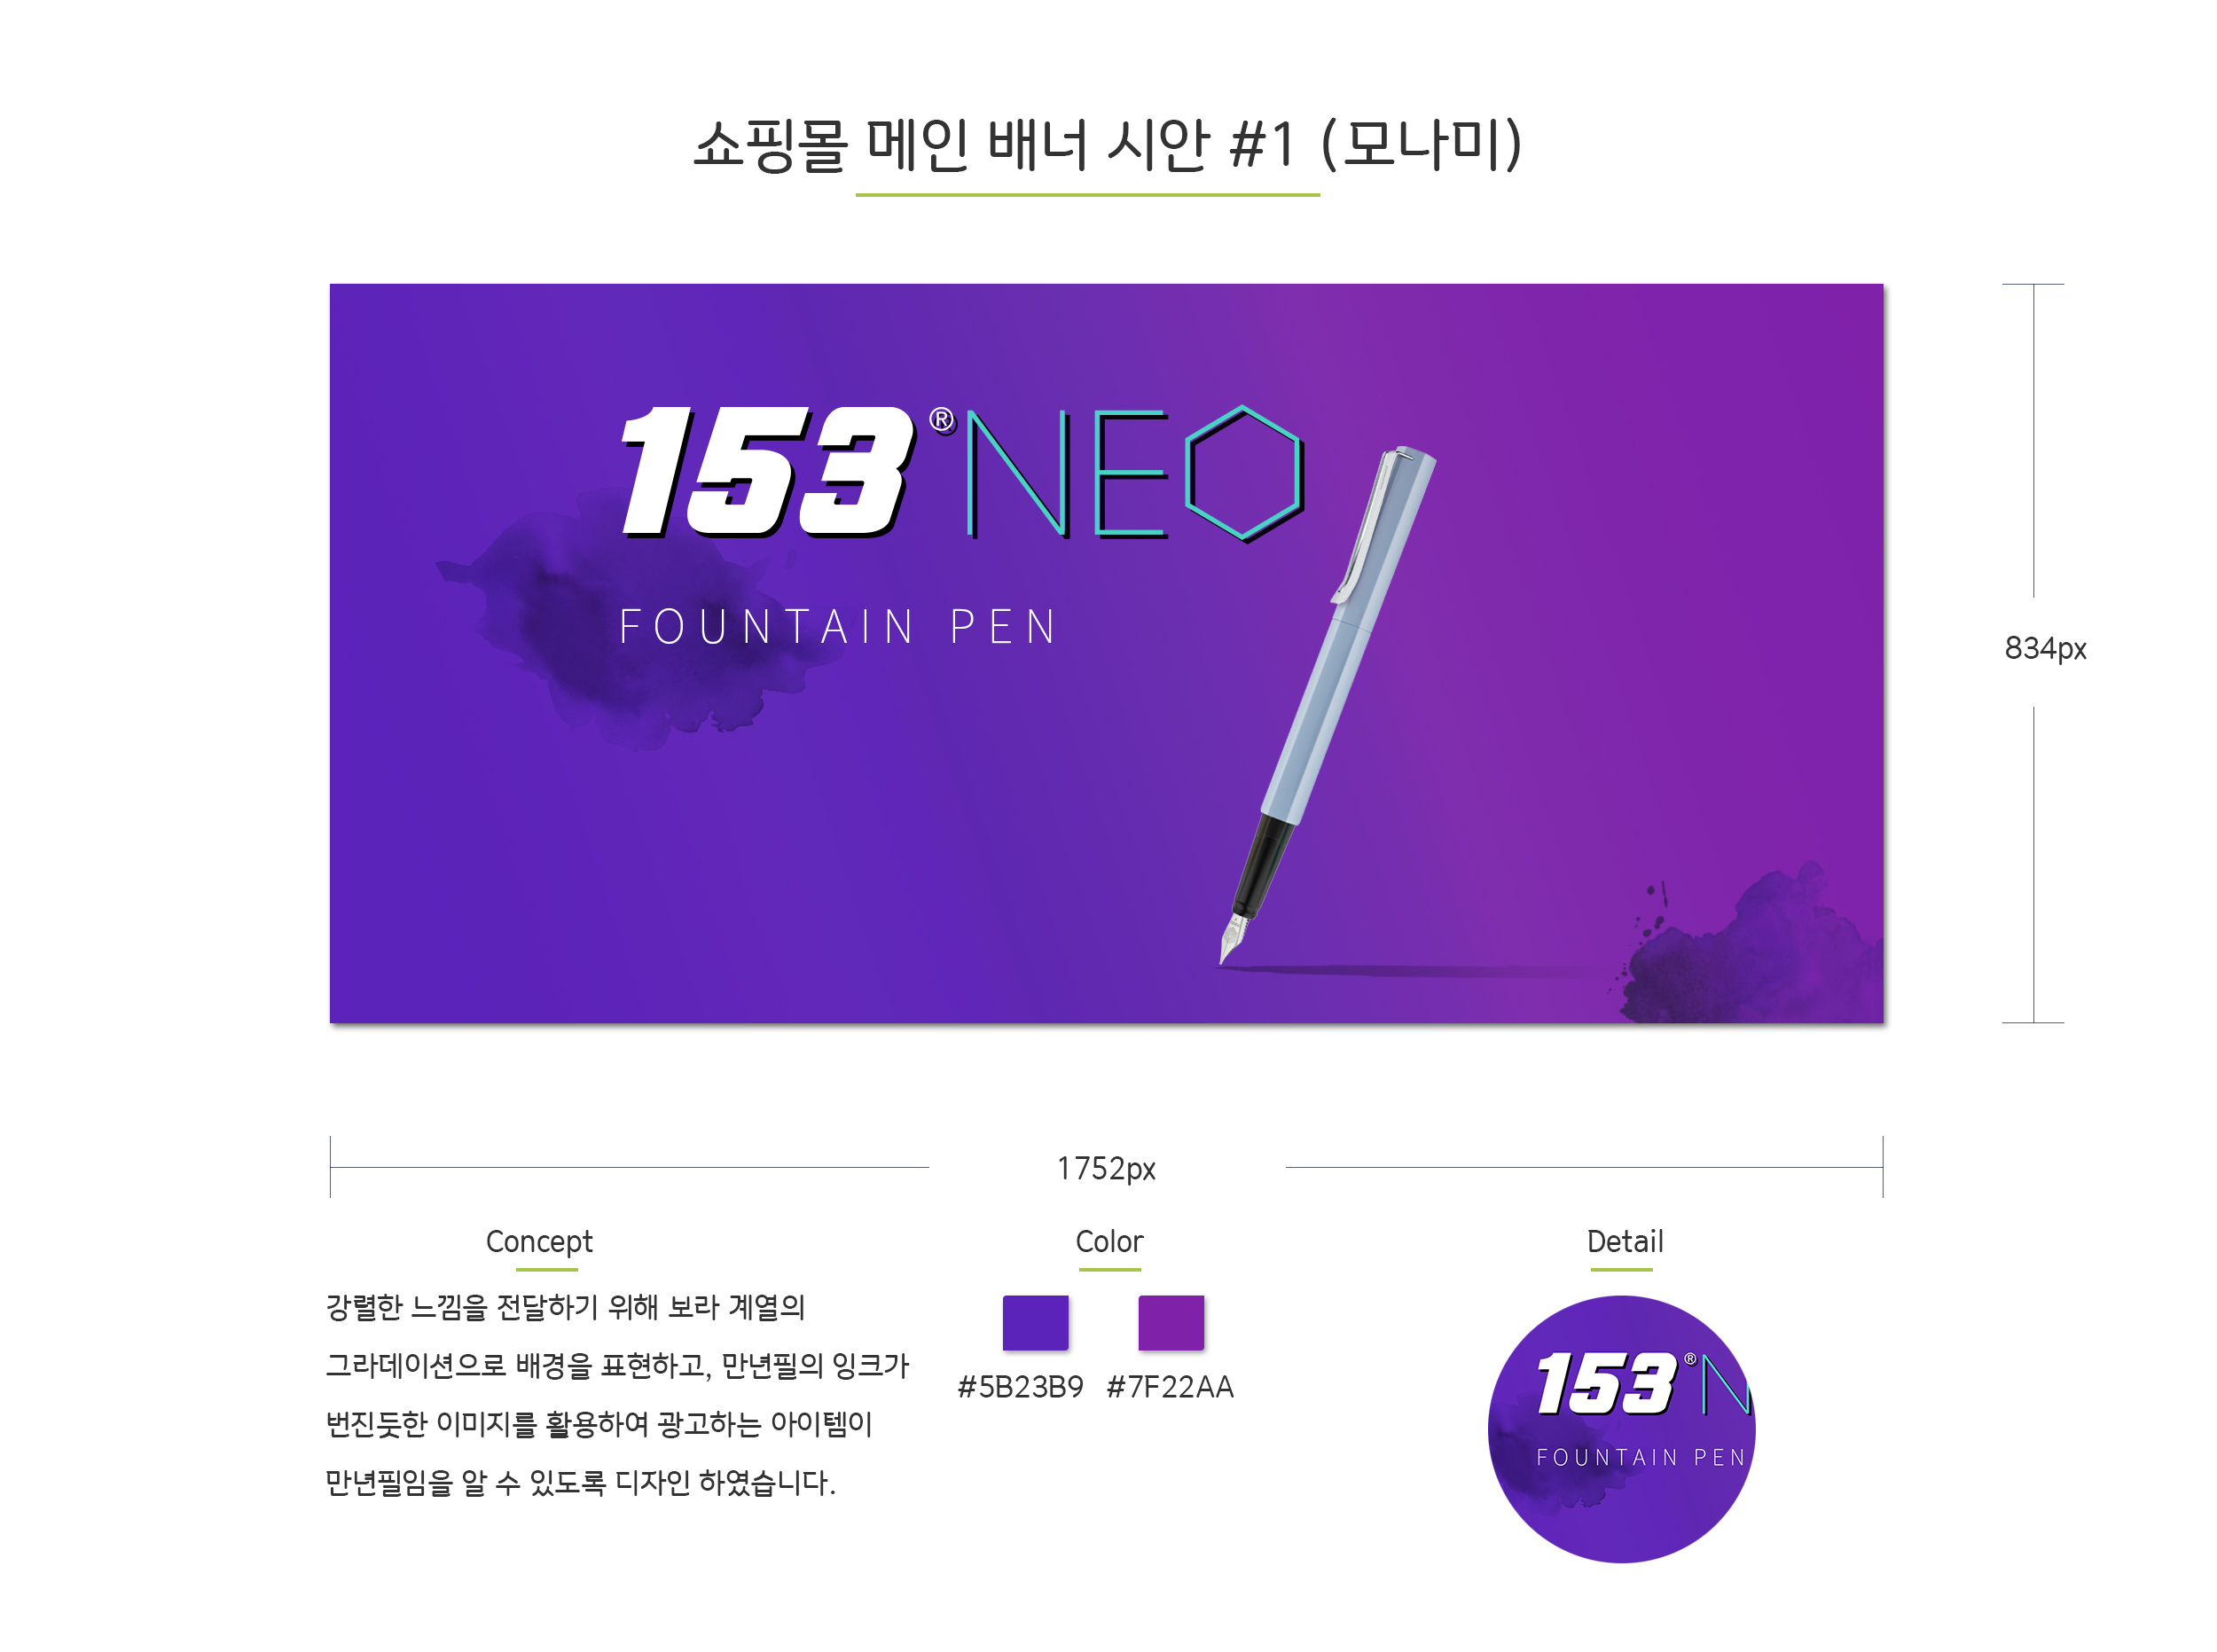 쇼핑몰 메인 배너 시안 #1 (모나미)
153® NEO
FOUNTAIN PEN
834px
1752px
Concept
강렬한 느낌을 전달하기 위해 보라 계열의
그라데이션으로 배경을 표현하고, 만년필의 잉크가
번진듯한 이미지를 활용하여 광고하는 아이템이
만년필임을 알 수 있도록 디자인 하였습니다.
Color
#5B23B9 #7F22AA
Detail
153® N
FOUNTAIN PEN